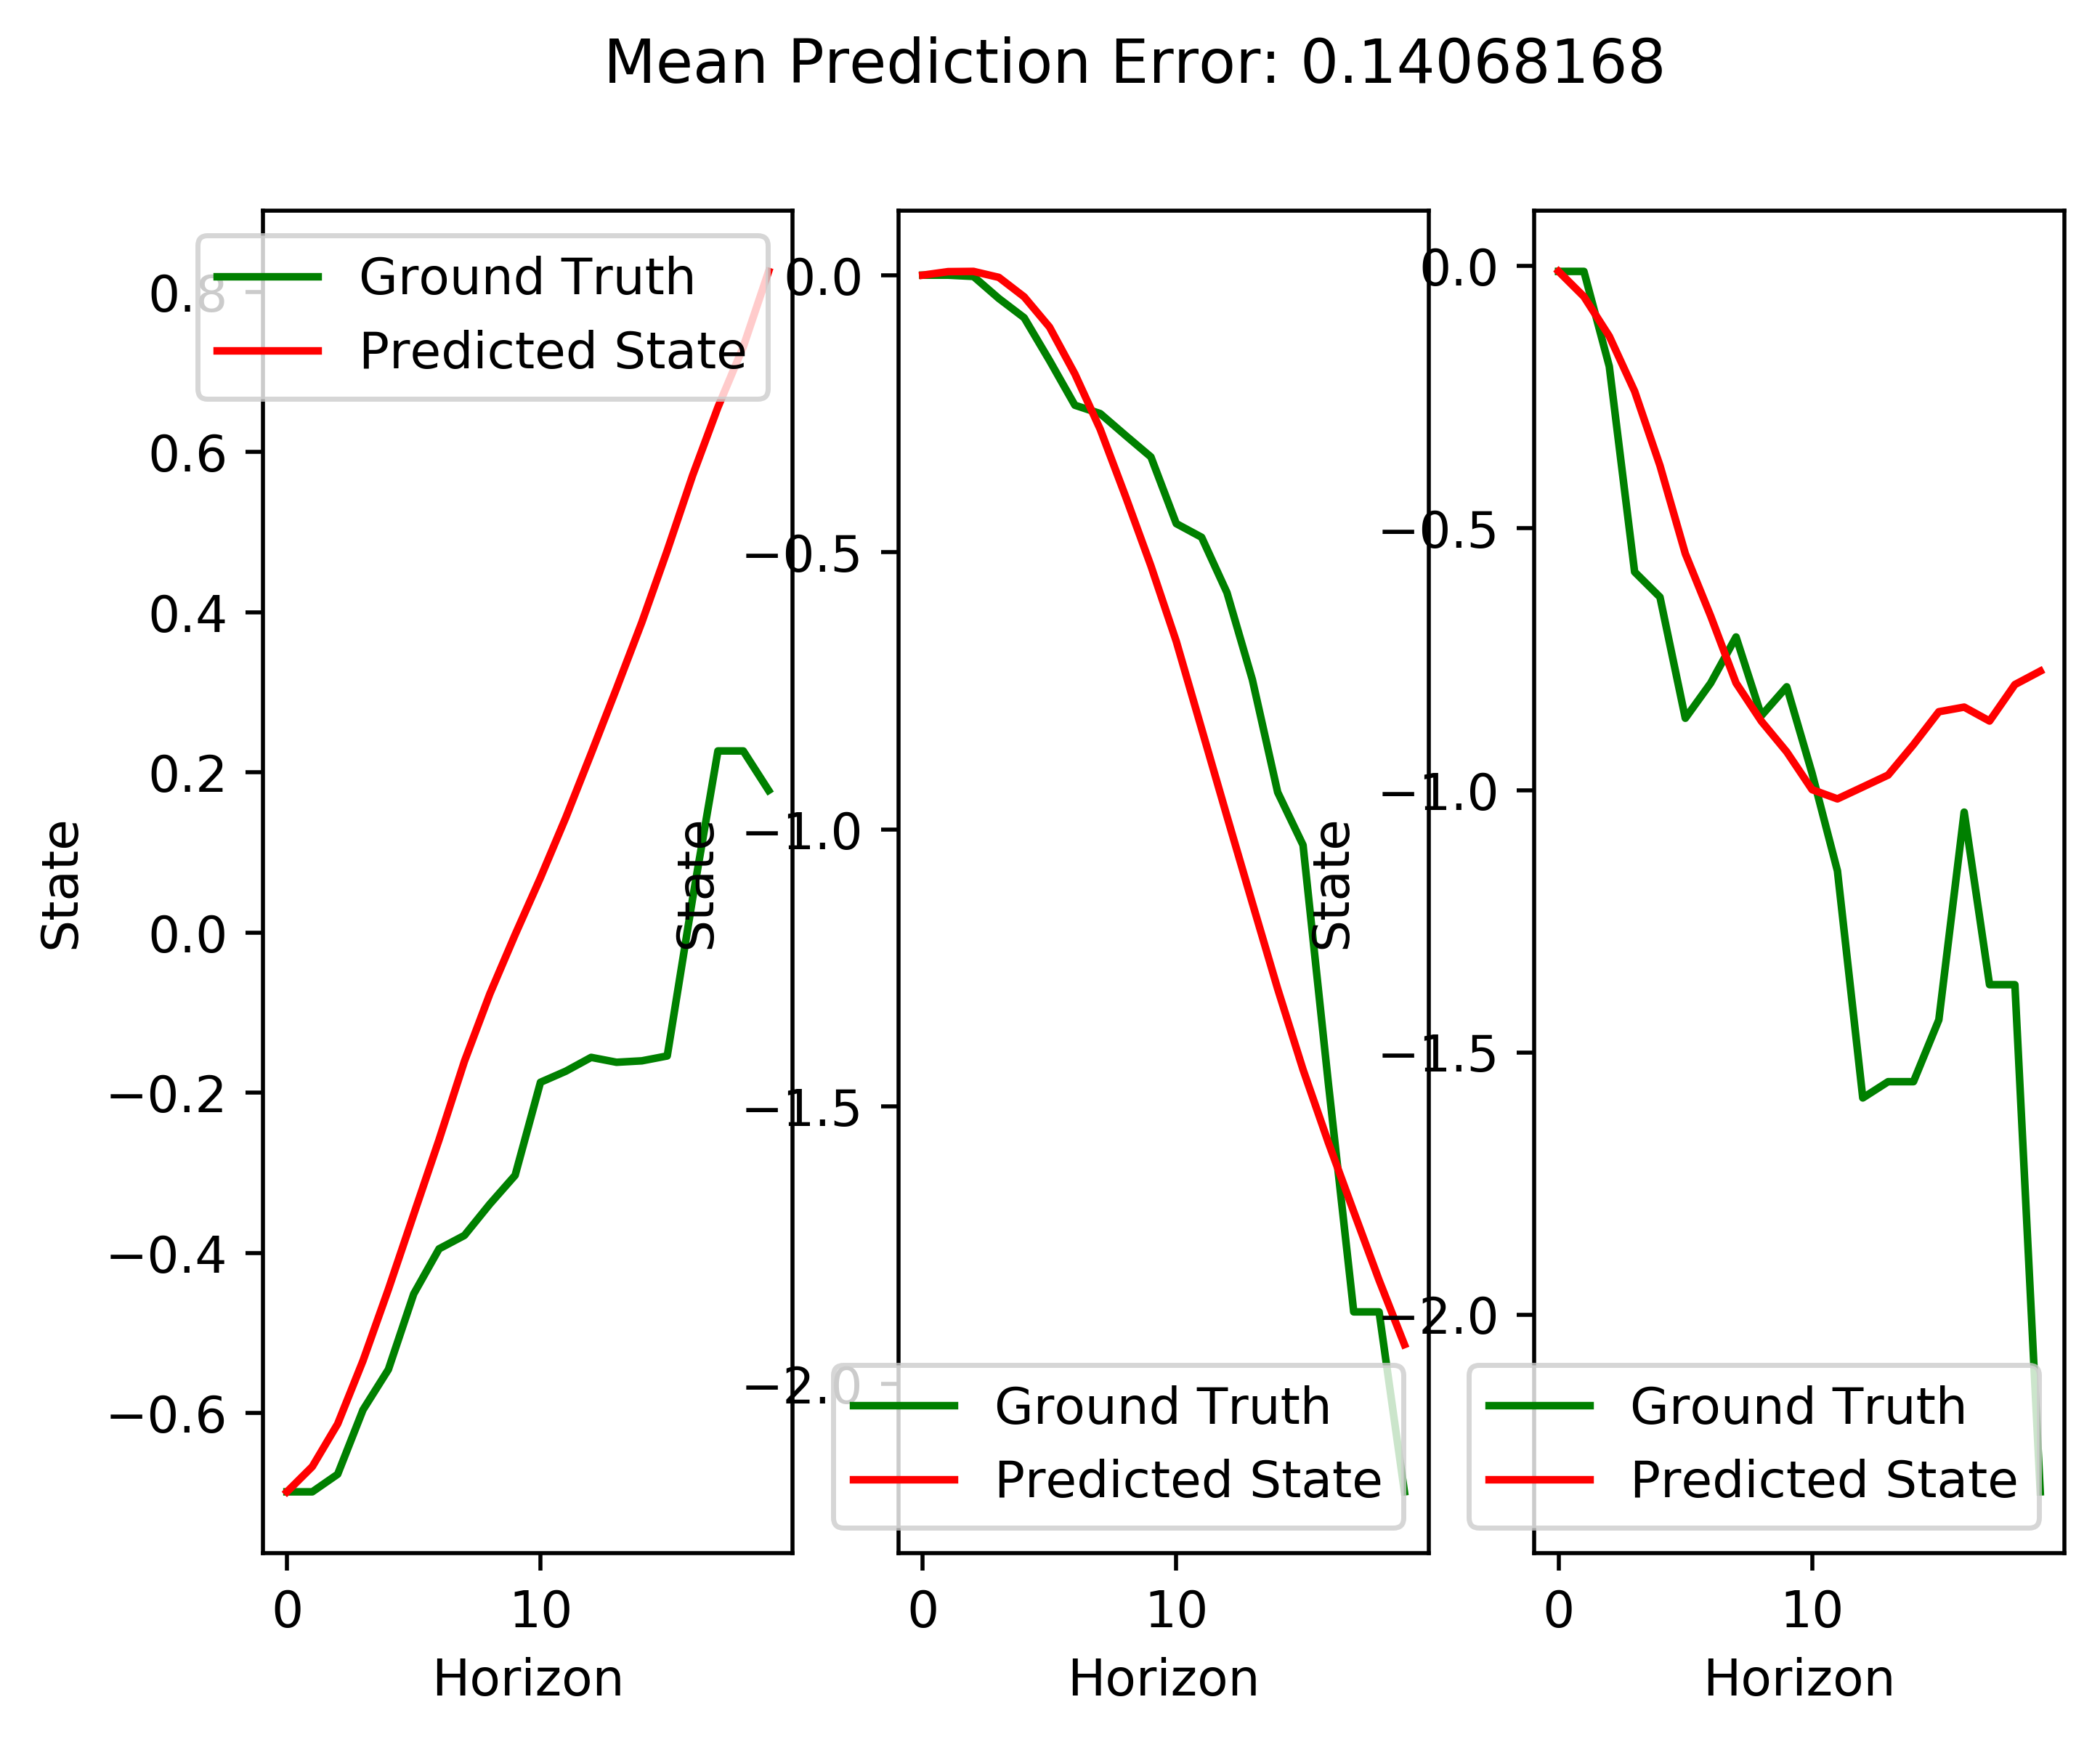 Mean Prediction Error: 0.14068168
Ground Truth
Predicted State
0.8
0.6
0.4
0.2
0.0
−0.2
−0.4
−0.6
State
0
10
Horizon
0.0
−0.5
−1.0
−1.5
−2.0
State
Ground Truth
Predicted State
0
10
Horizon
0.0
−0.5
−1.0
−1.5
−2.0
State
Ground Truth
Predicted State
0
10
Horizon